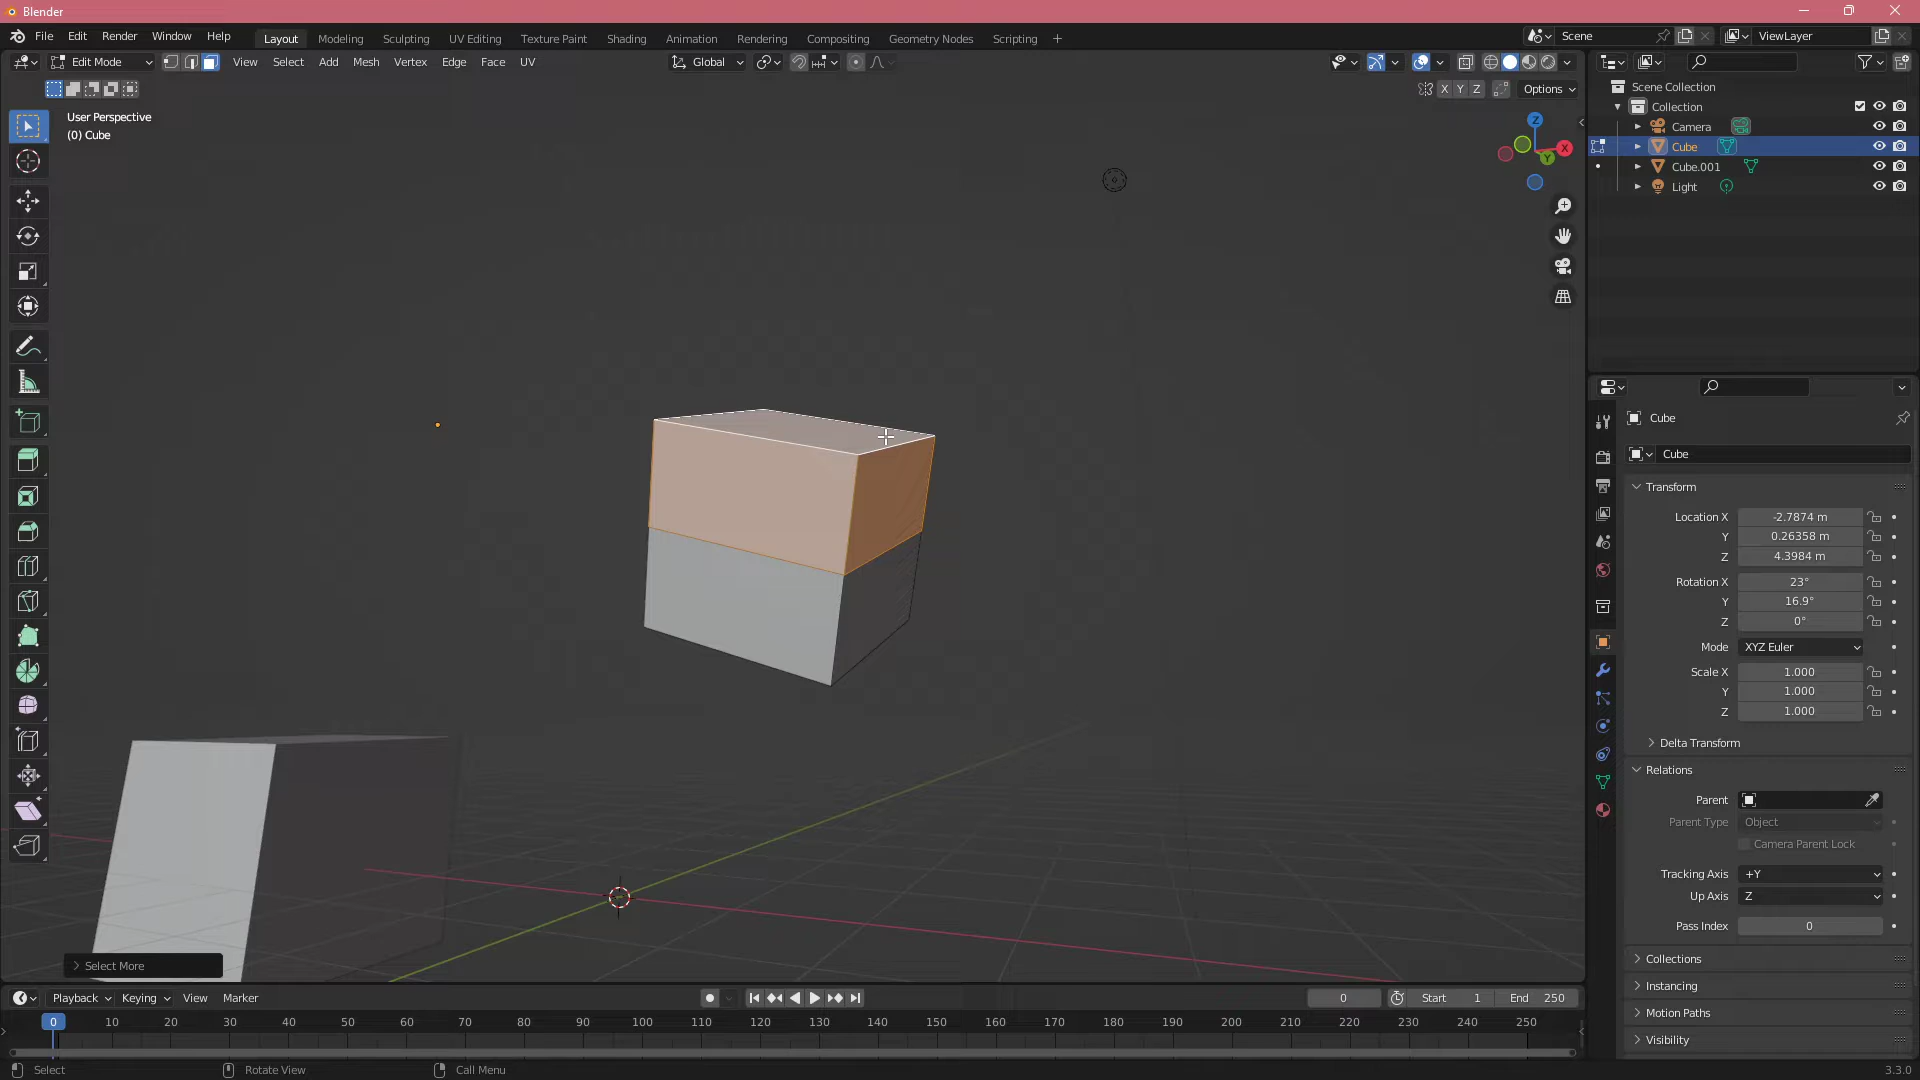 Blender
File Edit Render Window Help Layout Modeling Sculpting UV Editing Texture Paint Shading Animation Rendering Compositing Geometry Nodes Scripting + Scene ViewLayer
Edit Mode View Select Add Mesh Vertex Edge Face UV Global
X Y Z Options
User Perspective
(0) Cube
Z
X
Y
Scene Collection
Collection
Camera
Cube
Cube.001
Light
Cube
Cube
Transform
Location X -2.7874 m
Y 0.26358 m
Z 4.3984 m
Rotation X 23°
Y 16.9°
Z 0°
Mode XYZ Euler
Scale X 1.000
Y 1.000
Z 1.000
Delta Transform
Relations
Parent
Parent Type Object
Camera Parent Lock
Tracking Axis +Y
Up Axis Z
Pass Index 0
Collections
Instancing
Motion Paths
Visibility
Select More
Playback Keying View Marker 0 Start 1 End 250
0 10 20 30 40 50 60 70 80 90 100 110 120 130 140 150 160 170 180 190 200 210 220 230 240 250
Select Rotate View Call Menu 3.3.0